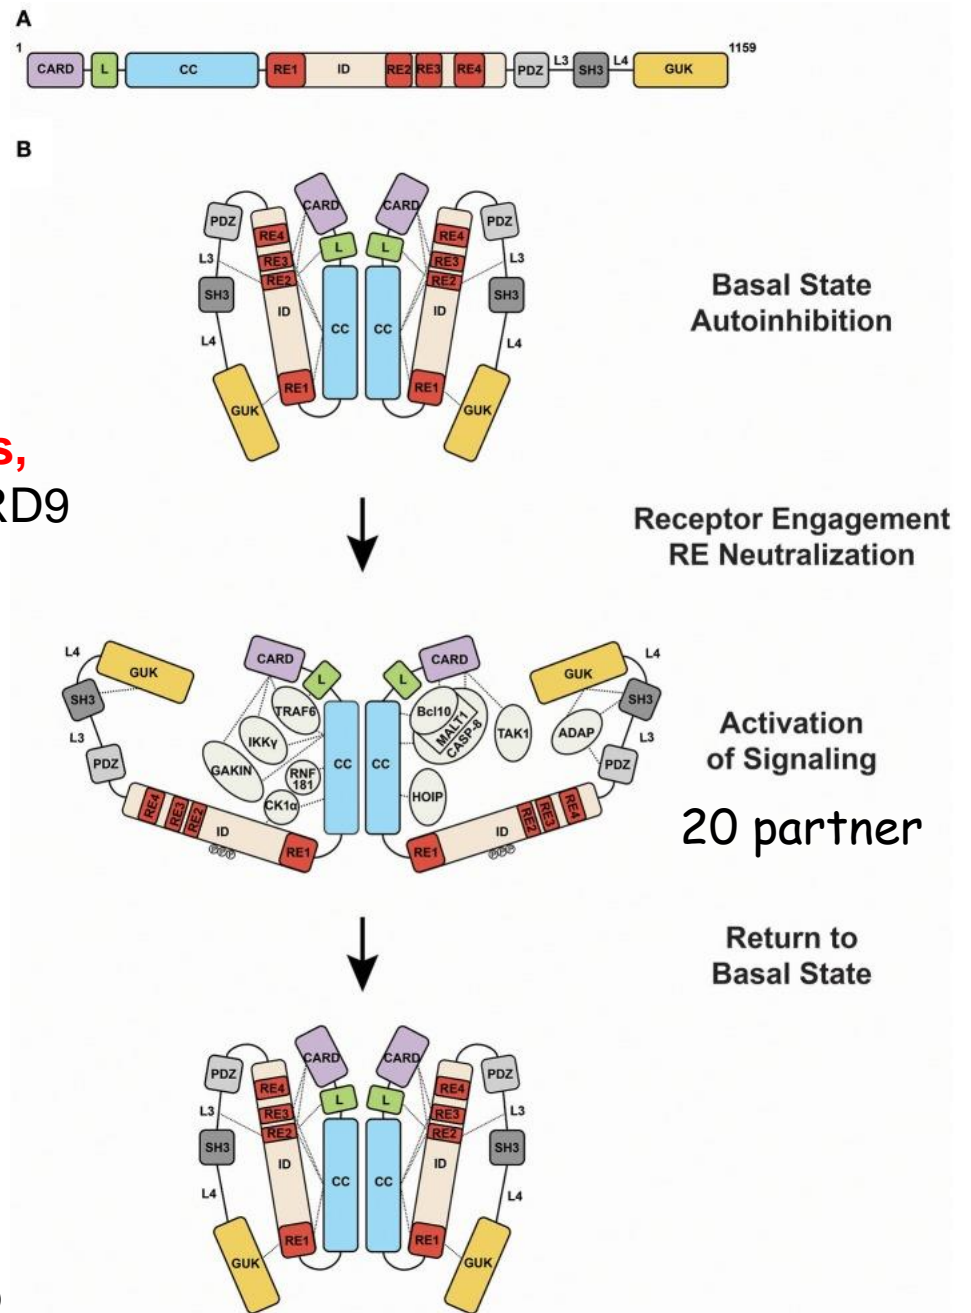 A
1
1159
CARD L CC RE1 ID RE2 RE3 RE4 PDZ L3 SH3 L4 GUK
B
CARD CARD
PDZ RE4 L L RE4 PDZ
L3 RE3 RE3 L3
RE2 RE2
SH3 ID CC CC ID SH3
L4 L4
RE1 RE1
GUK GUK
Basal State
Autoinhibition
s,
RD9
Receptor Engagement
RE Neutralization
L4 GUK CARD L L CARD GUK L4
SH3 TRAF6 Bcl10 SH3
L3 IKKγ MALT1 TAK1 ADAP L3
CASP-8
PDZ GAKIN RNF CC CC PDZ
181
CK1α HOIP
RE4 RE3 RE2 ID RE1 RE1 ID RE2 RE3 RE4
PPP PPP
Activation
of Signaling
20 partner
Return to
Basal State
CARD CARD
PDZ RE4 L L RE4 PDZ
L3 RE3 RE3 L3
RE2 RE2
SH3 ID CC CC ID SH3
L4 L4
RE1 RE1
GUK GUK